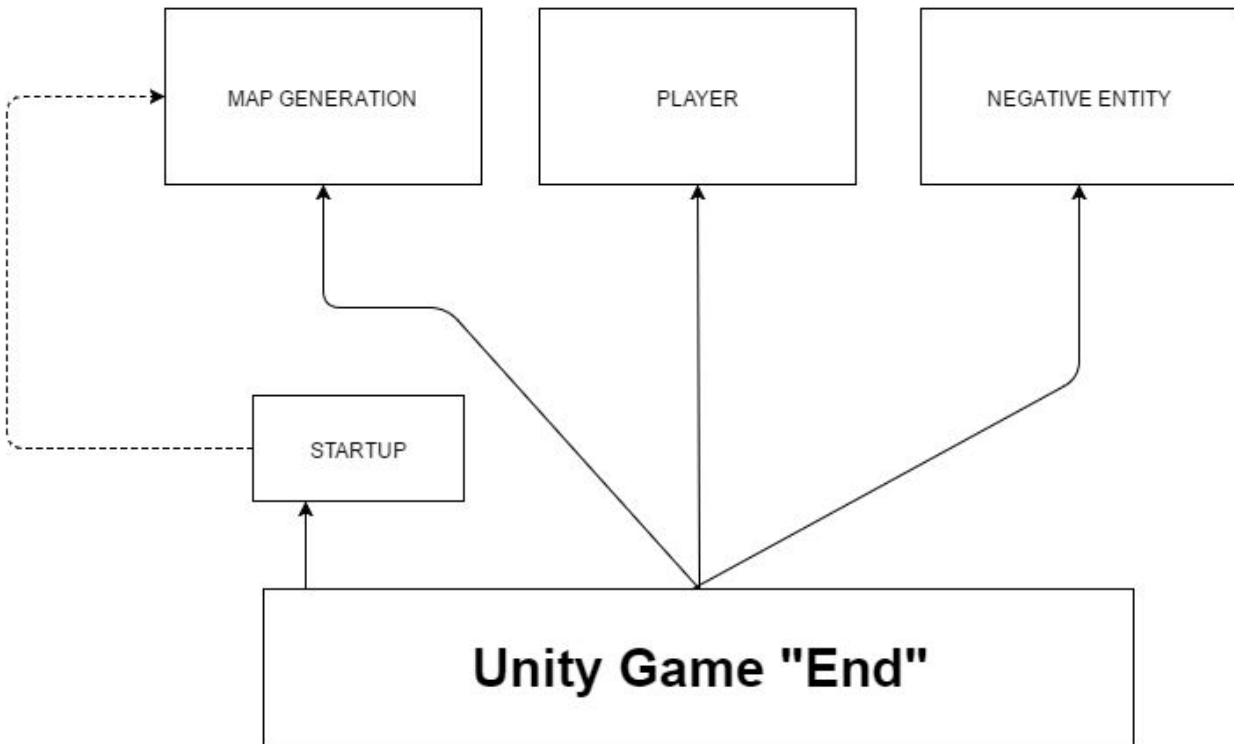 MAP GENERATION
PLAYER
NEGATIVE ENTITY
STARTUP
Unity Game "End"